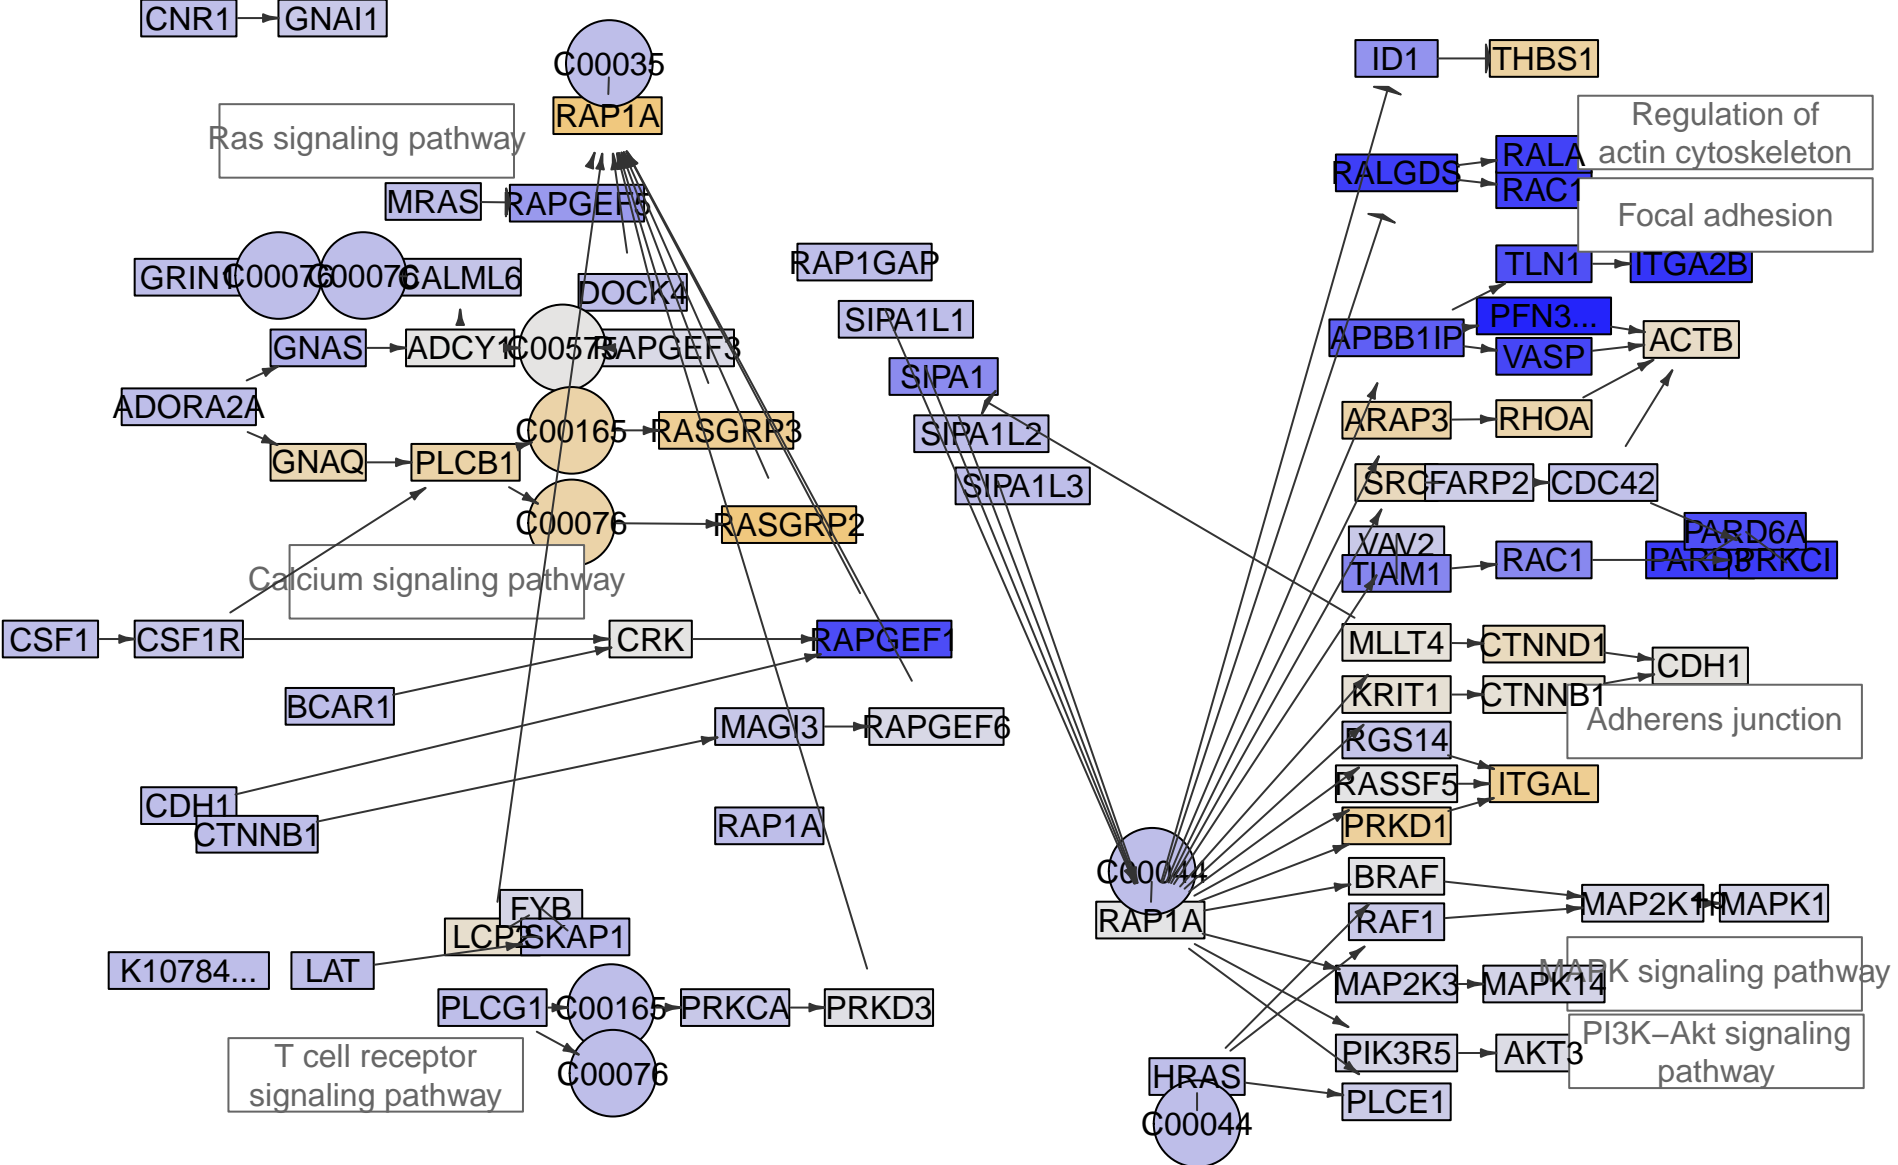 CNR1
GNAI1
C00035
RAP1A
Ras signaling pathway
MRAS
RAPGEF5
GRIN1
C00076
C00076
CALML6
DOCK4
GNAS
ADCY1
C00575
RAPGEF3
ADORA2A
C00165
RASGRP3
GNAQ
PLCB1
C00076
RASGRP2
Calcium signaling pathway
CSF1
CSF1R
CRK
RAPGEF1
BCAR1
MAGI3
RAPGEF6
CDH1
CTNNB1
RAP1A
FYB
LCP2
SKAP1
K10784...
LAT
PLCG1
C00165
PRKCA
PRKD3
C00076
T cell receptor
signaling pathway
RAP1GAP
SIPA1L1
SIPA1
SIPA1L2
SIPA1L3
C00044
RAP1A
HRAS
C00044
ID1
THBS1
Regulation of
actin cytoskeleton
RALGDS
RALA
RAC1
Focal adhesion
TLN1
ITGA2B
APBB1IP
PFN3...
VASP
ACTB
ARAP3
RHOA
SRC
FARP2
CDC42
VAV2
TIAM1
RAC1
PARD6A
PARD3
PRKCI
MLLT4
CTNND1
CDH1
KRIT1
CTNNB1
Adherens junction
RGS14
RASSF5
ITGAL
PRKD1
BRAF
RAF1
MAP2K1
+p
MAPK1
MAP2K3
MAPK14
MAPK signaling pathway
PIK3R5
AKT3
PI3K−Akt signaling
pathway
PLCE1